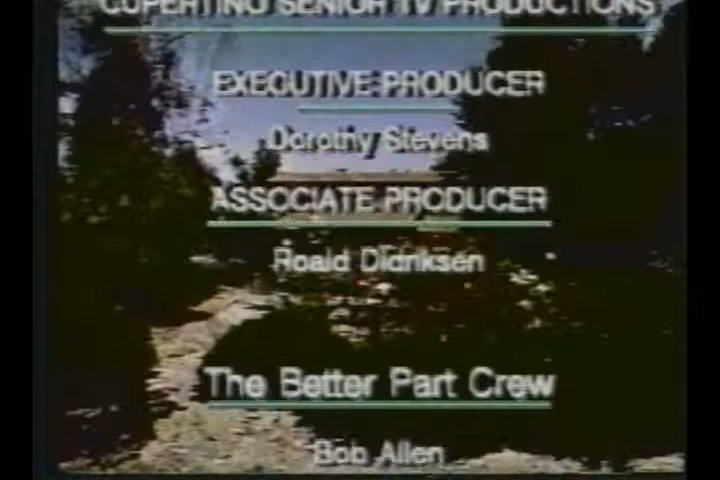 CUPERTINO SENIOR TV PRODUCTIONS
EXECUTIVE PRODUCER
Dorothy Stevens
ASSOCIATE PRODUCER
Roald Didriksen
The Better Part Crew
Bob Allen